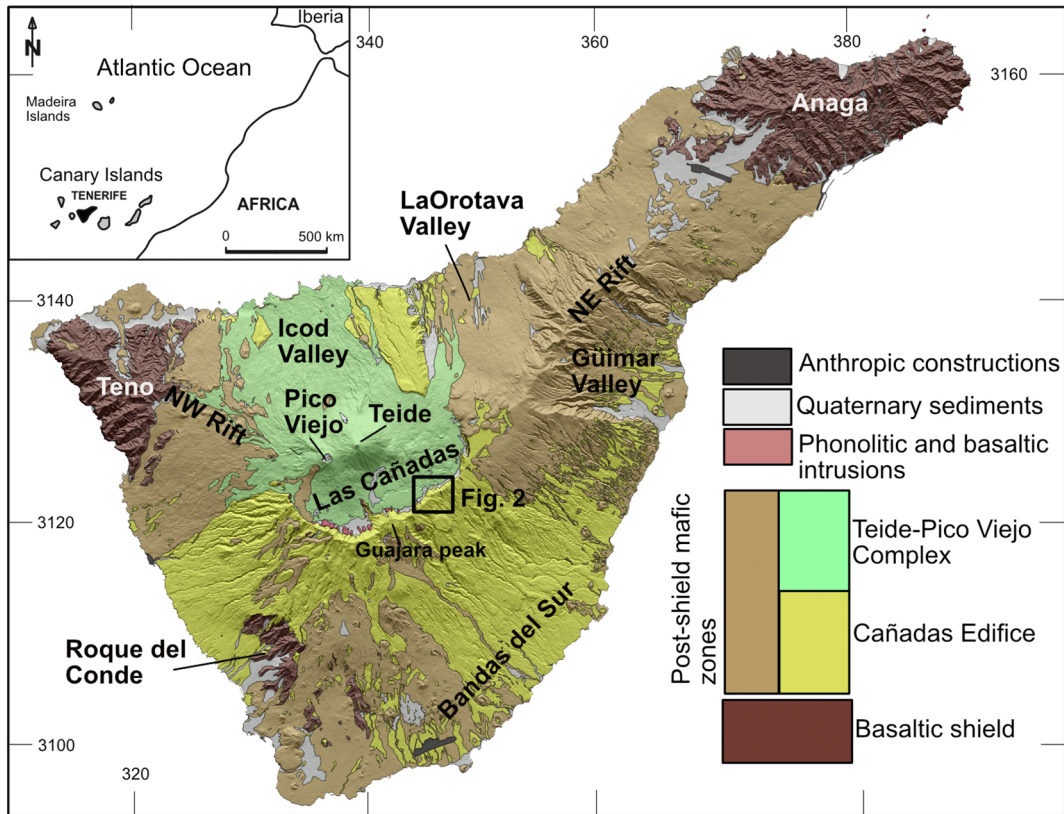 N
Iberia
Atlantic Ocean
Madeira
Islands
Canary Islands
TENERIFE
AFRICA
0
500 km
340
360
380
3160
3140
3120
3100
320
Anaga
LaOrotava
Valley
NE Rift
Icod
Valley
Güimar
Valley
Teno
NW Rift
Pico
Viejo
Teide
Las Cañadas
Fig. 2
Guajara peak
Roque del
Conde
Bandas del Sur
Anthropic constructions
Quaternary sediments
Phonolitic and basaltic
intrusions
Post-shield mafic
zones
Teide-Pico Viejo
Complex
Cañadas Edifice
Basaltic shield